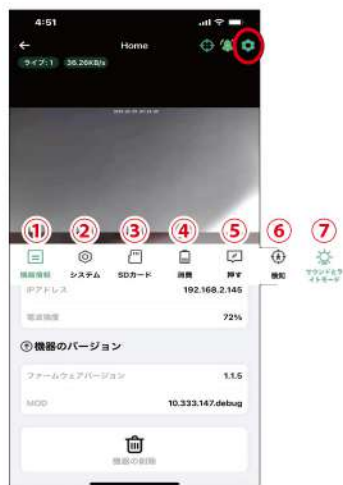 4:51
Home
ライブ:1 36.26KB/s
① ② ③ ④ ⑤ ⑥ ⑦
機器情報 システム SDカード 消費 押す 検知 サウンドとラ
イトモード
IPアドレス 192.168.2.145
電波強度 72%
機器のバージョン
ファームウェアバージョン 1.1.5
MOD 10.333.147.debug
機器の削除